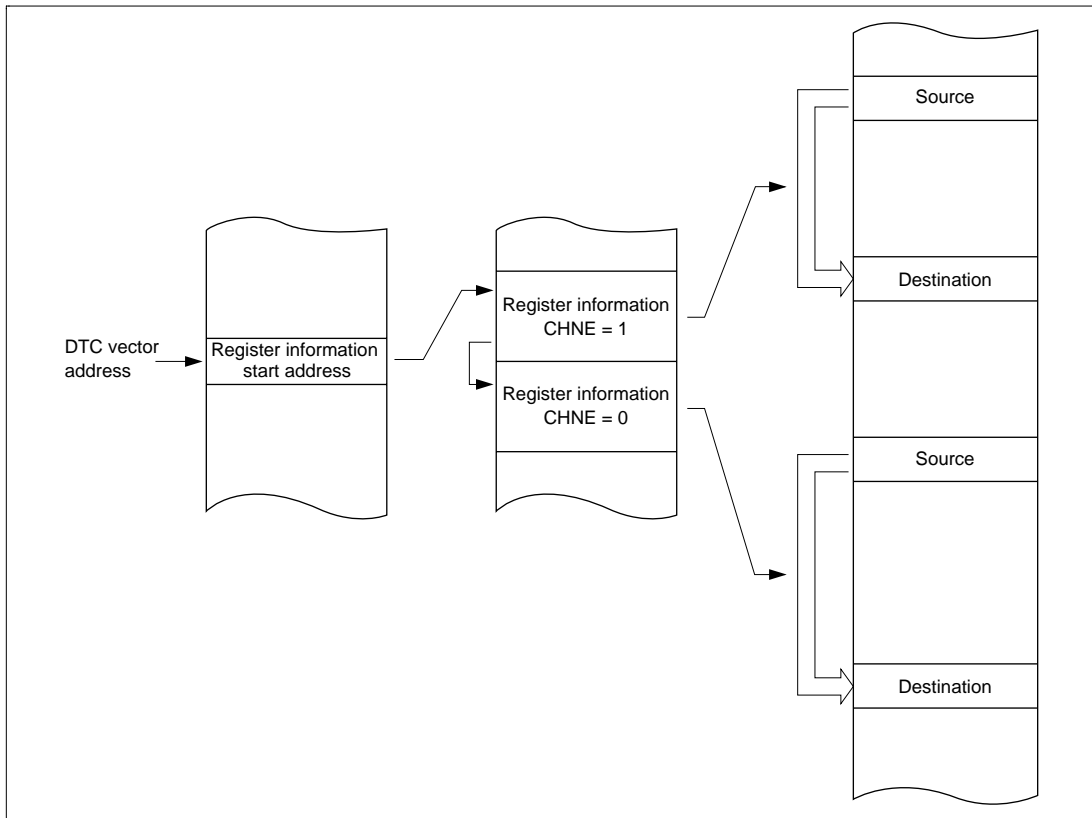 DTC vector
address
Register information
start address
Register information
CHNE = 1
Register information
CHNE = 0
Source
Destination
Source
Destination